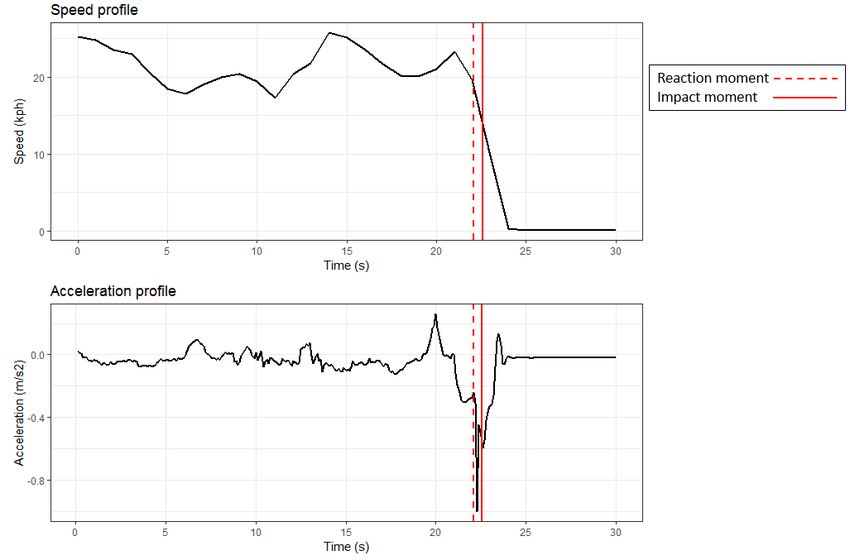 Speed profile
20
10
0
Speed (kph)
0 5 10 15 20 25 30
Time (s)
Reaction moment
Impact moment
Acceleration profile
0.0
-0.4
-0.8
Acceleration (m/s2)
0 5 10 15 20 25 30
Time (s)